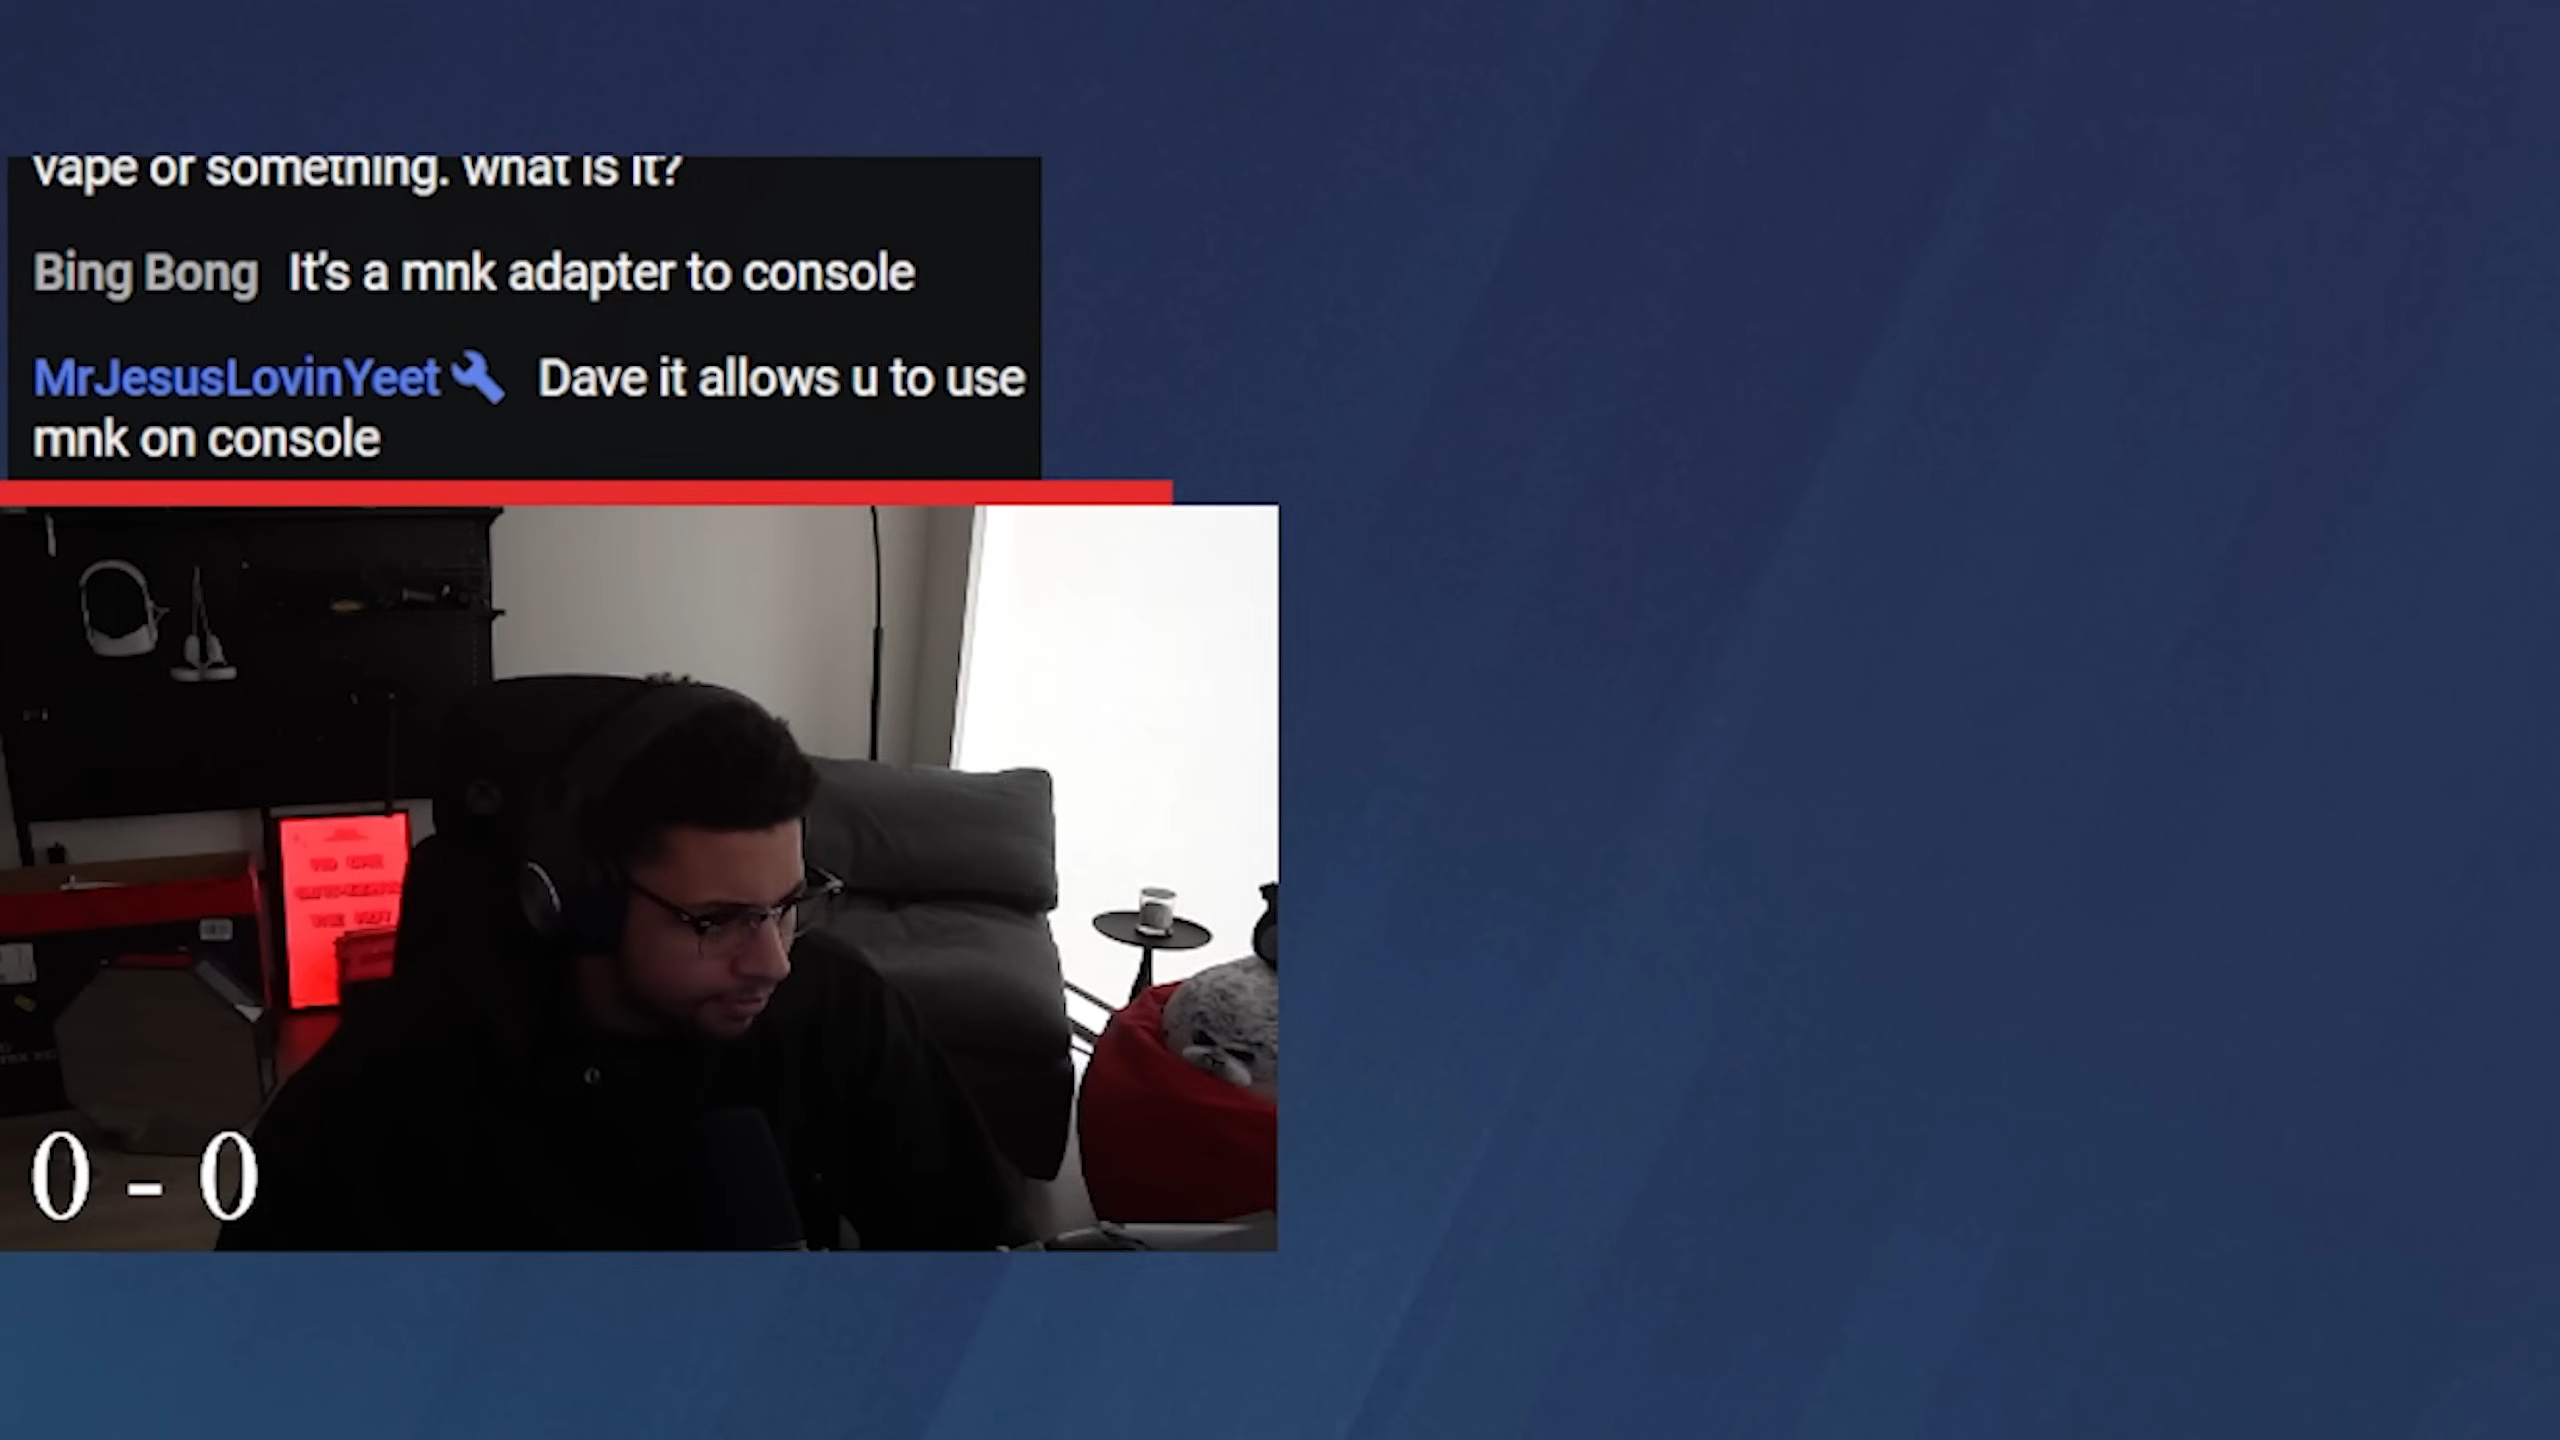 vape or something. what is it?
Bing Bong It's a mnk adapter to console
MrJesusLovinYeet Dave it allows u to use
mnk on console
0 - 0